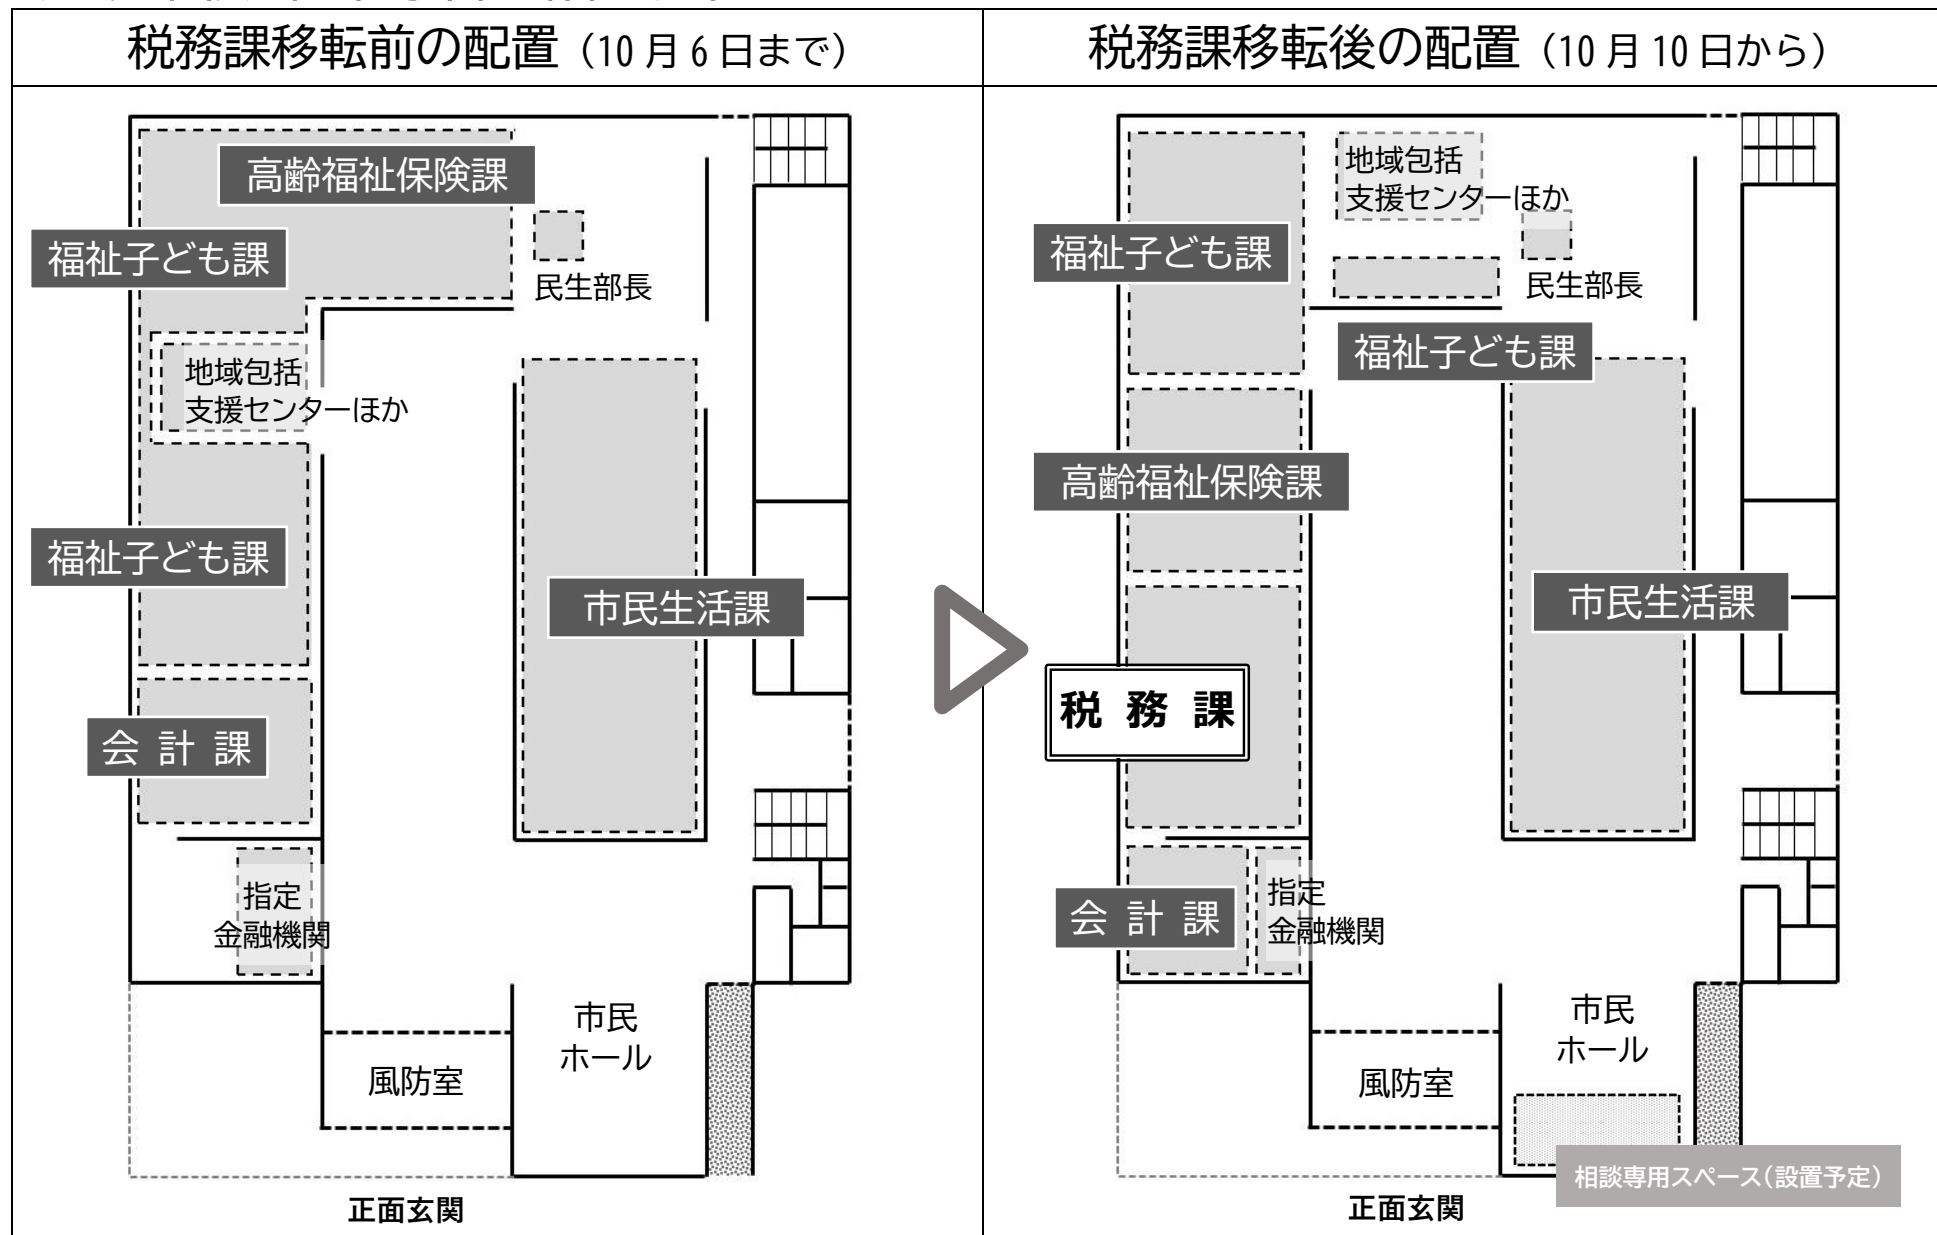 税務課移転前の配置（10月6日まで）
高齢福祉保険課
福祉子ども課
民生部長
地域包括
支援センターほか
福祉子ども課
市民生活課
会 計 課
指定
金融機関
市民
ホール
風防室
正面玄関
税務課移転後の配置（10月10日から）
地域包括
支援センターほか
福祉子ども課
民生部長
福祉子ども課
高齢福祉保険課
市民生活課
税 務 課
会 計 課
指定
金融機関
市民
ホール
風防室
相談専用スペース（設置予定）
正面玄関